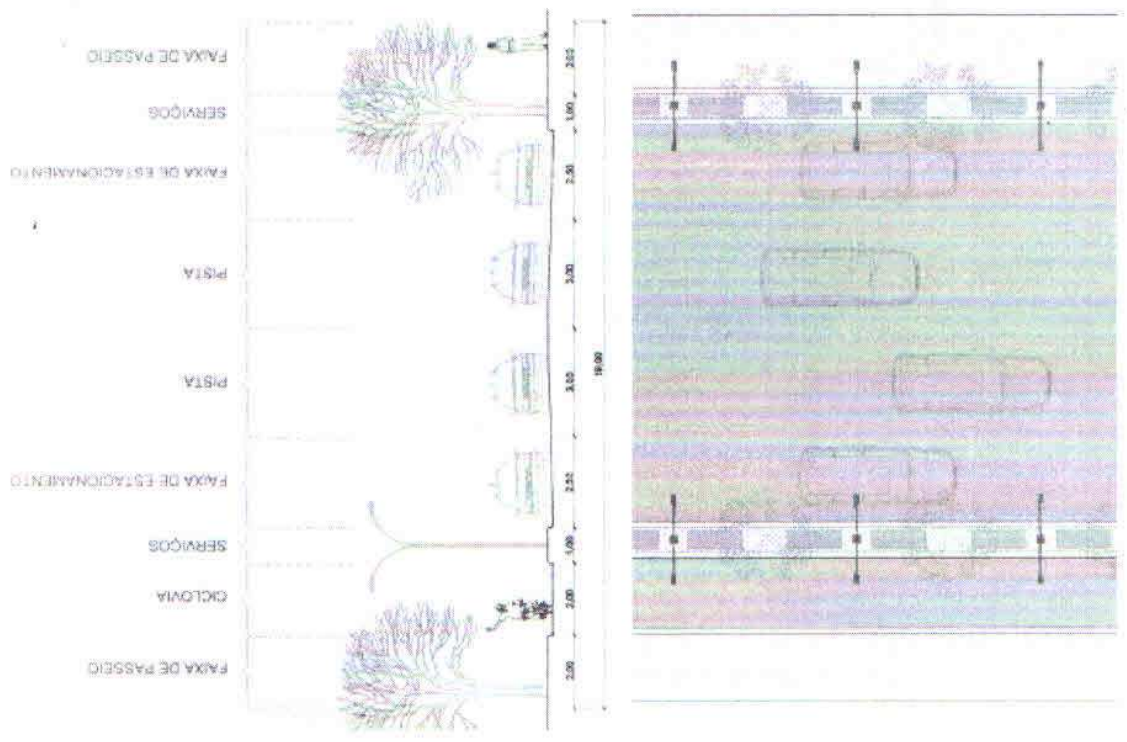 FAIXA DE PASSEIO
SERVIÇOS
FAIXA DE ESTACIONAMENTO
PISTA
PISTA
FAIXA DE ESTACIONAMENTO
SERVIÇOS
CICLOVIA
FAIXA DE PASSEIO
2.00
1.00
2.50
3.00
3.00
2.50
1.00
2.00
2.00
19.00